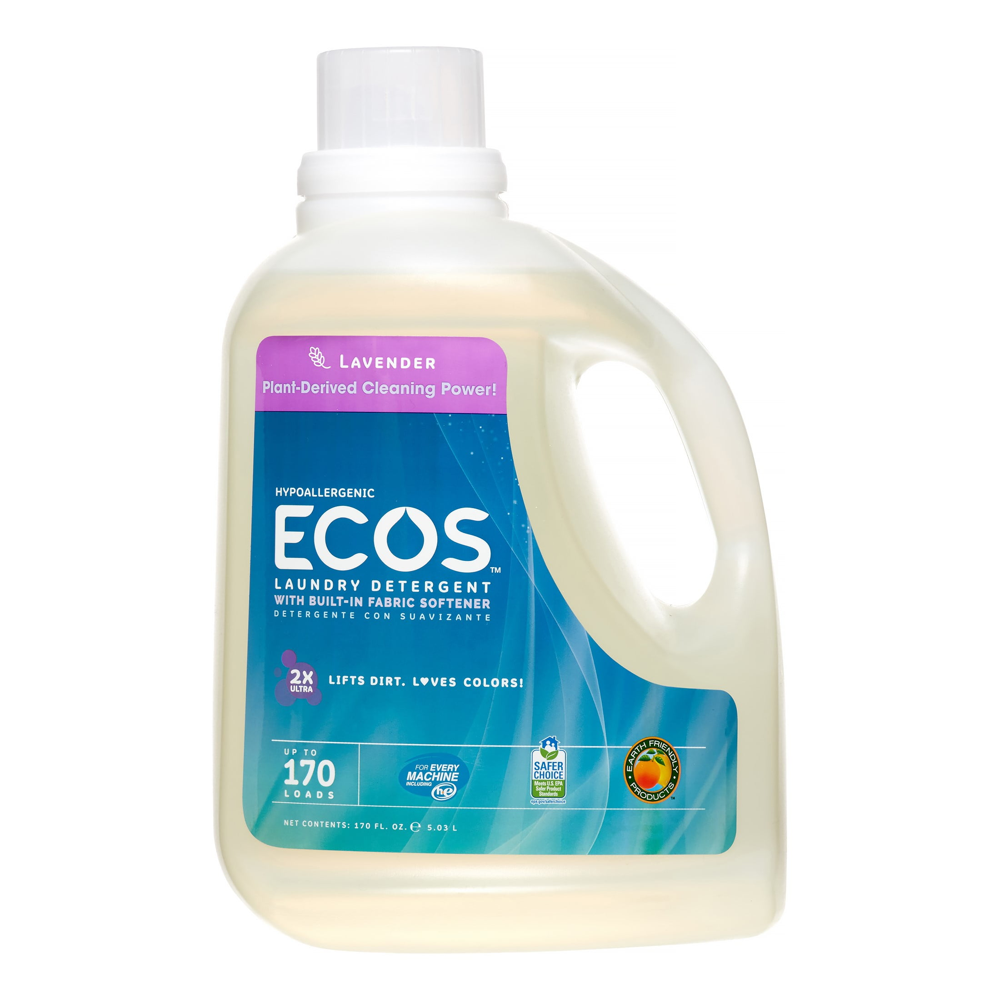 LAVENDER
Plant-Derived Cleaning Power!
HYPOALLERGENIC
ECOS™
LAUNDRY DETERGENT
WITH BUILT-IN FABRIC SOFTENER
DETERGENTE CON SUAVIZANTE
2X
ULTRA
LIFTS DIRT. L♥VES COLORS!
UP TO
170
LOADS
FOR EVERY
MACHINE
INCLUDING
he
SAFER
CHOICE
Meets U.S. EPA
Safer Product
Standards
epa.gov/saferchoice
EARTH FRIENDLY
PRODUCTS™
NET CONTENTS: 170 FL. OZ. ℮ 5.03 L